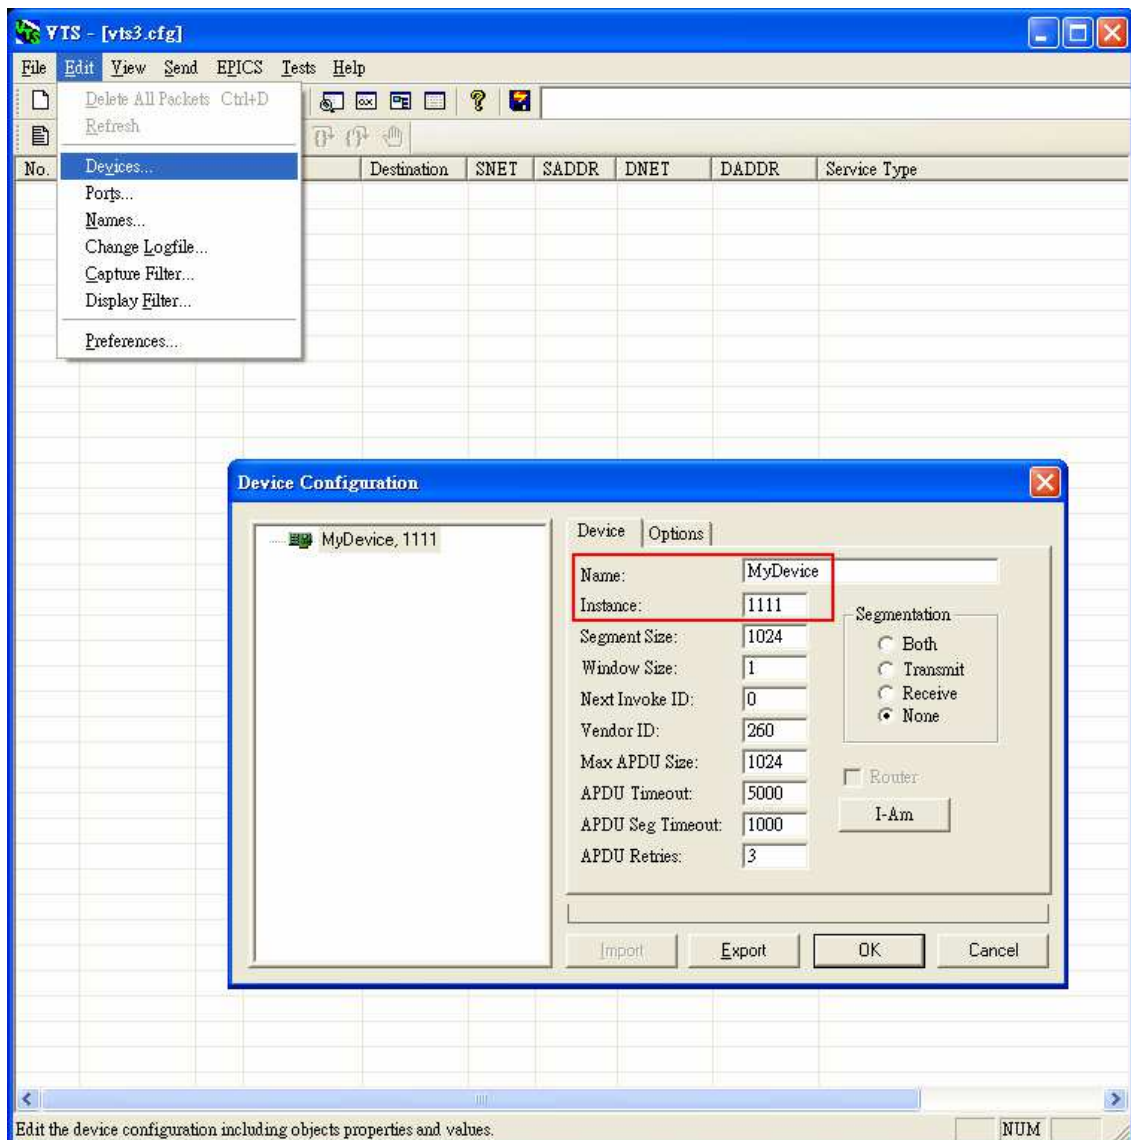 VTS - [vts3.cfg]
File Edit View Send EPICS Tests Help
Delete All Packets Ctrl+D
Refresh
Devices...
Ports...
Names...
Change Logfile...
Capture Filter...
Display Filter...
Preferences...
No. Destination SNET SADDR DNET DADDR Service Type
Device Configuration
MyDevice, 1111
Device Options
Name: MyDevice
Instance: 1111
Segment Size: 1024
Window Size: 1
Next Invoke ID: 0
Vendor ID: 260
Max APDU Size: 1024
APDU Timeout: 5000
APDU Seg Timeout: 1000
APDU Retries: 3
Segmentation
Both
Transmit
Receive
None
Router
I-Am
Import Export OK Cancel
Edit the device configuration including objects properties and values. NUM